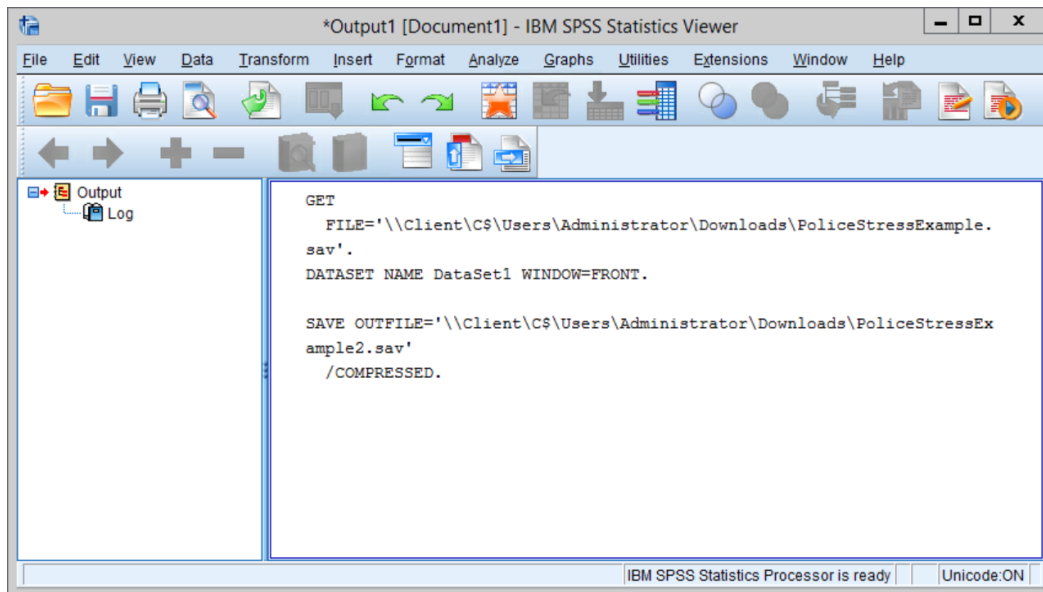 *Output1 [Document1] - IBM SPSS Statistics Viewer
File Edit View Data Transform Insert Format Analyze Graphs Utilities Extensions Window Help
Output
Log
GET
FILE='\\Client\C$\Users\Administrator\Downloads\PoliceStressExample.
sav'.
DATASET NAME DataSet1 WINDOW=FRONT.
SAVE OUTFILE='\\Client\C$\Users\Administrator\Downloads\PoliceStressEx
ample2.sav'
/COMPRESSED.
IBM SPSS Statistics Processor is ready Unicode:ON